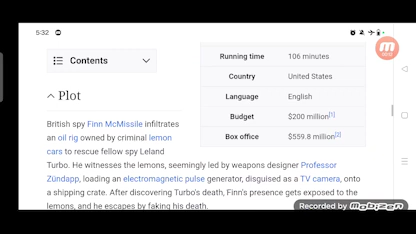 5:32
Contents
Running time 106 minutes
Country United States
Language English
Budget $200 million[1]
Box office $559.8 million[2]
Plot
British spy Finn McMissile infiltrates
an oil rig owned by criminal lemon
cars to rescue fellow spy Leland
Turbo. He witnesses the lemons, seemingly led by weapons designer Professor
Zündapp, loading an electromagnetic pulse generator, disguised as a TV camera, onto
a shipping crate. After discovering Turbo's death, Finn's presence gets exposed to the
lemons, and he escapes by faking his death.
Recorded by Mobizen